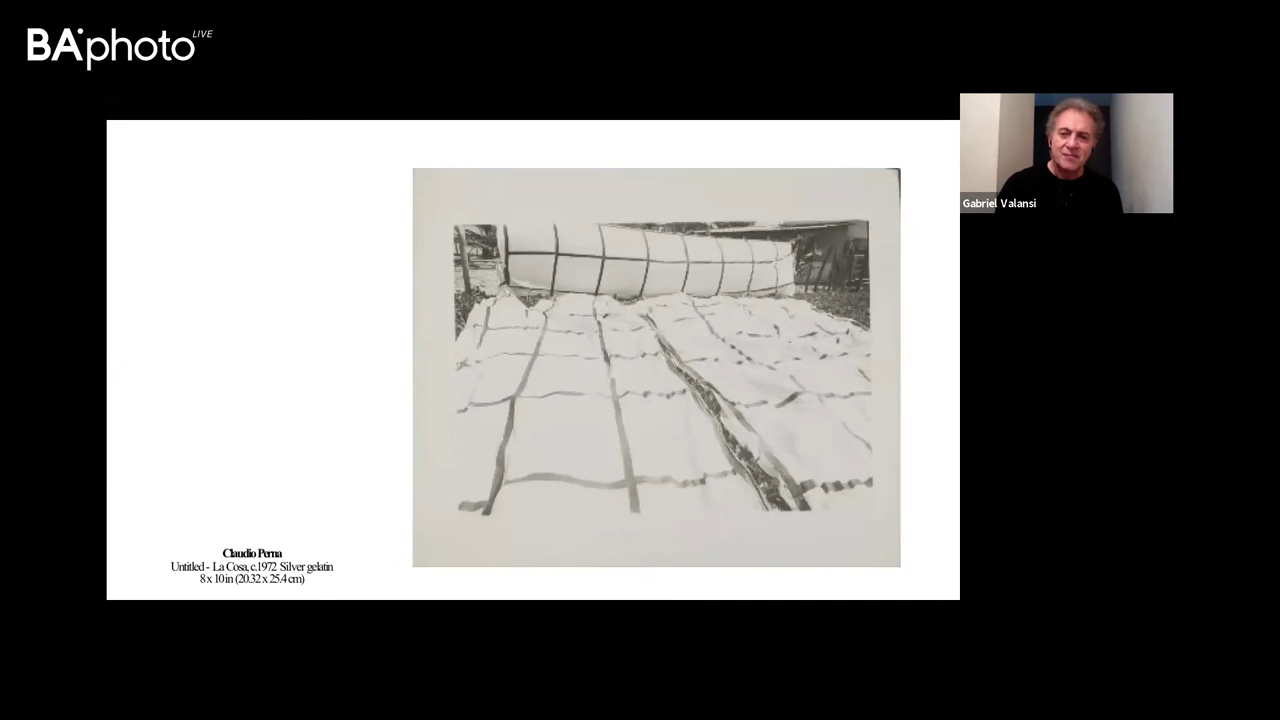 BAphoto LIVE
Gabriel Valansi
Claudio Perna
Untitled - La Cosa, c.1972 Silver gelatin
8 x 10 in (20.32 x 25.4 cm)